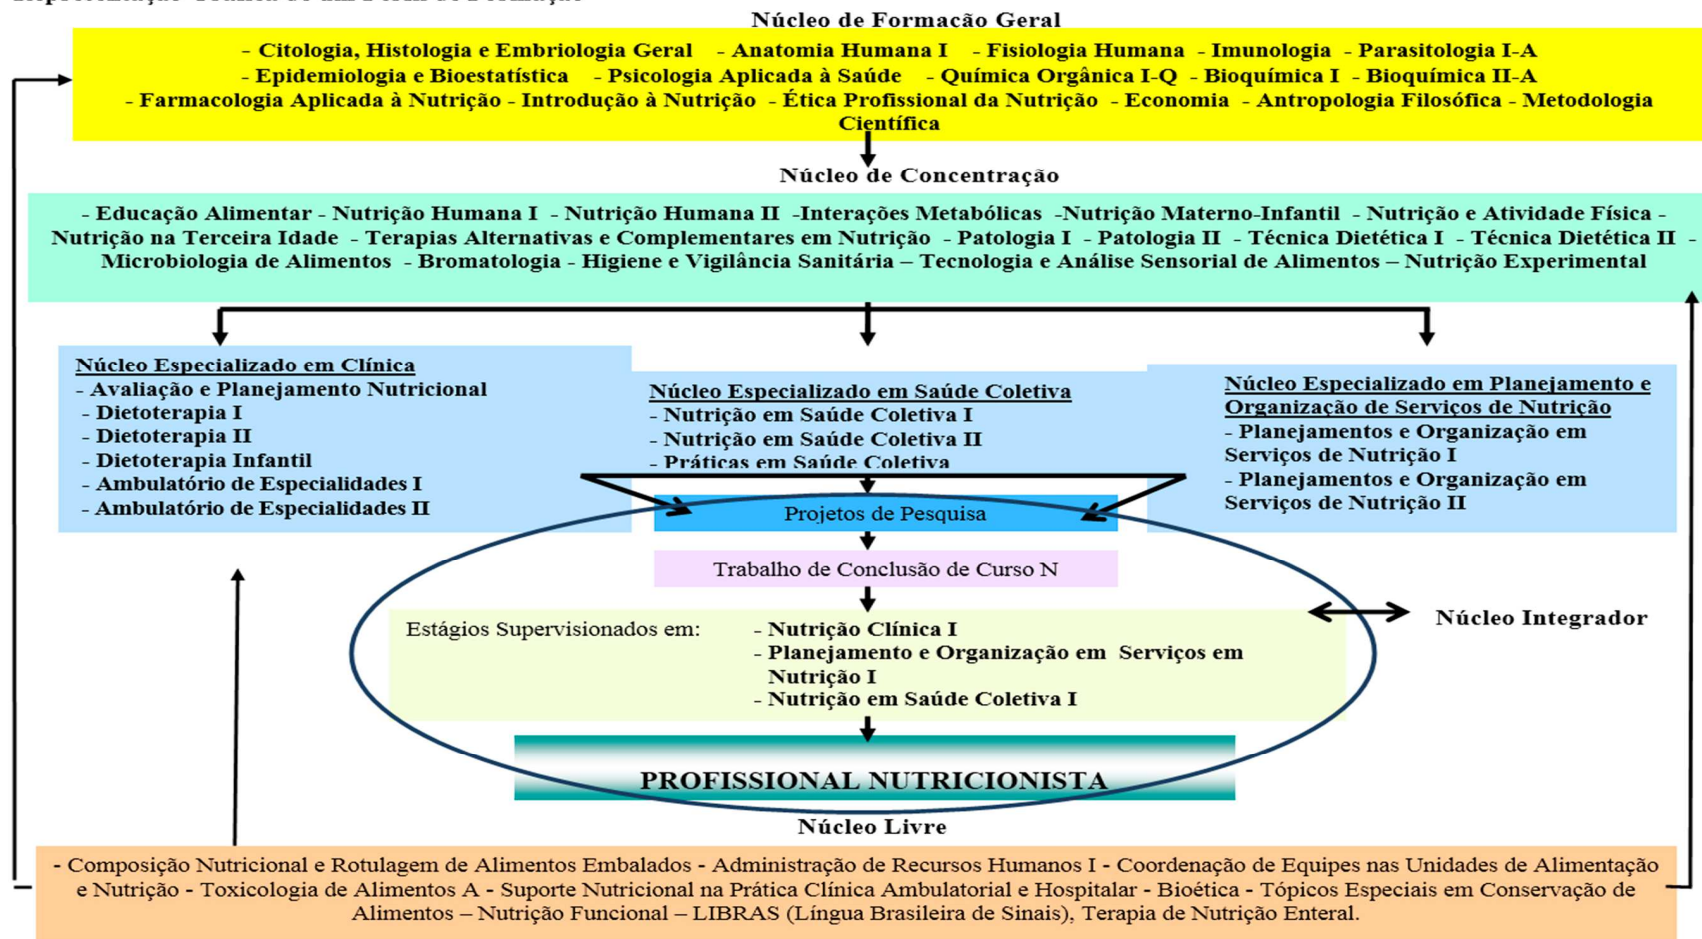 Núcleo de Formação Geral
- Citologia, Histologia e Embriologia Geral - Anatomia Humana I - Fisiologia Humana - Imunologia - Parasitologia I-A
- Epidemiologia e Bioestatística - Psicologia Aplicada à Saúde - Química Orgânica I-Q - Bioquímica I - Bioquímica II-A
- Farmacologia Aplicada à Nutrição - Introdução à Nutrição - Ética Profissional da Nutrição - Economia - Antropologia Filosófica - Metodologia
Científica
Núcleo de Concentração
- Educação Alimentar - Nutrição Humana I - Nutrição Humana II -Interações Metabólicas -Nutrição Materno-Infantil - Nutrição e Atividade Física -
Nutrição na Terceira Idade - Terapias Alternativas e Complementares em Nutrição - Patologia I - Patologia II - Técnica Dietética I - Técnica Dietética II -
Microbiologia de Alimentos - Bromatologia - Higiene e Vigilância Sanitária – Tecnologia e Análise Sensorial de Alimentos – Nutrição Experimental
Núcleo Especializado em Clínica
- Avaliação e Planejamento Nutricional
- Dietoterapia I
- Dietoterapia II
- Dietoterapia Infantil
- Ambulatório de Especialidades I
- Ambulatório de Especialidades II
Núcleo Especializado em Saúde Coletiva
- Nutrição em Saúde Coletiva I
- Nutrição em Saúde Coletiva II
- Práticas em Saúde Coletiva
Núcleo Especializado em Planejamento e
Organização de Serviços de Nutrição
- Planejamentos e Organização em
Serviços de Nutrição I
- Planejamentos e Organização em
Serviços de Nutrição II
Projetos de Pesquisa
Trabalho de Conclusão de Curso N
Estágios Supervisionados em:
- Nutrição Clínica I
- Planejamento e Organização em Serviços em
Nutrição I
- Nutrição em Saúde Coletiva I
Núcleo Integrador
PROFISSIONAL NUTRICIONISTA
Núcleo Livre
- Composição Nutricional e Rotulagem de Alimentos Embalados - Administração de Recursos Humanos I - Coordenação de Equipes nas Unidades de Alimentação
e Nutrição - Toxicologia de Alimentos A - Suporte Nutricional na Prática Clínica Ambulatorial e Hospitalar - Bioética - Tópicos Especiais em Conservação de
Alimentos – Nutrição Funcional – LIBRAS (Língua Brasileira de Sinais), Terapia de Nutrição Enteral.